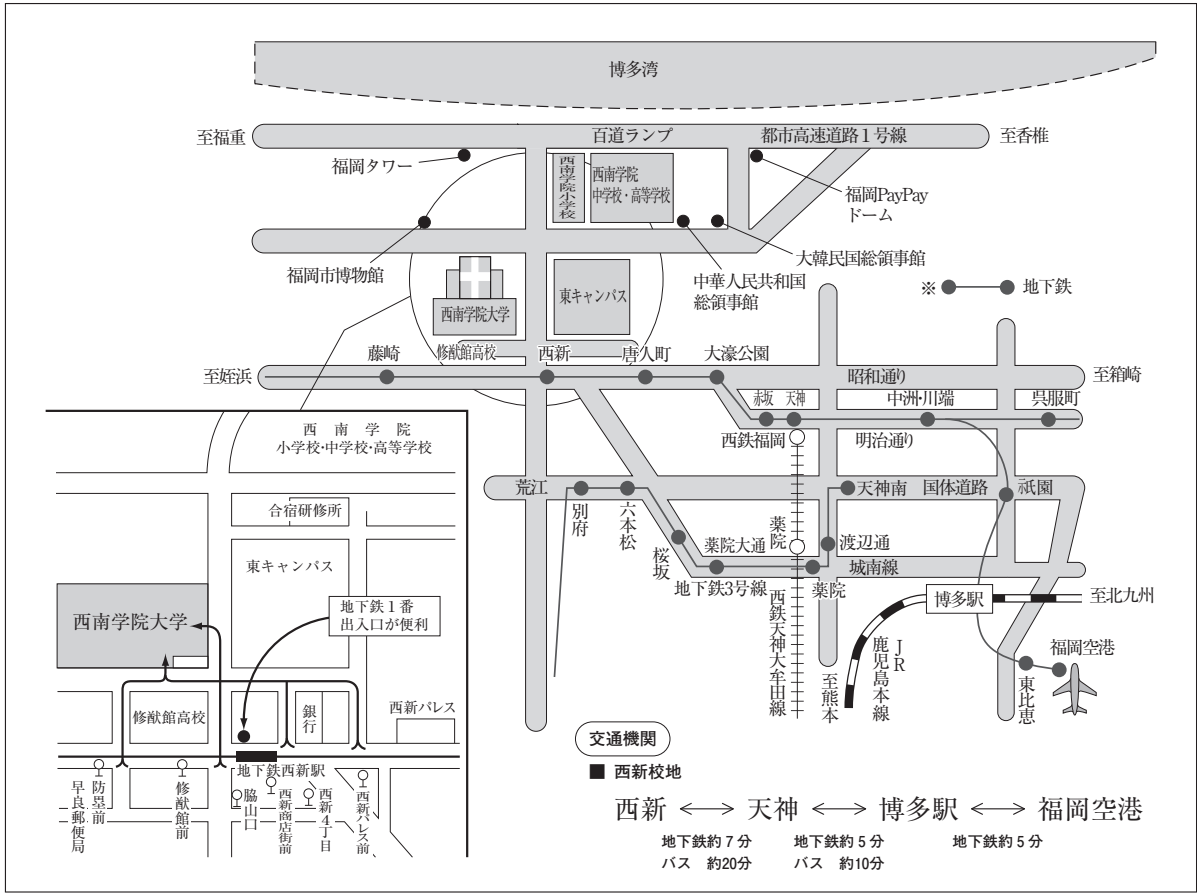 博多湾
至福重
百道ランプ
都市高速道路1号線
至香椎
福岡タワー
西南学院小学校
西南学院
中学校・高等学校
福岡PayPay
ドーム
福岡市博物館
大韓民国総領事館
中華人民共和国
総領事館
西南学院大学
東キャンパス
※
地下鉄
修猷館高校
藤崎
西新
唐人町
大濠公園
至姪浜
昭和通り
至箱崎
赤坂
天神
中洲・川端
呉服町
西鉄福岡
明治通り
荒江
別府
六本松
天神南
国体道路
祇園
桜坂
薬院大通
薬院
渡辺通
地下鉄3号線
薬院
城南線
博多駅
至北九州
西鉄天神大牟田線
至熊本
JR
鹿児島本線
東比恵
福岡空港
西南学院
小学校・中学校・高等学校
合宿研修所
東キャンパス
地下鉄1番
出入口が便利
西南学院大学
修猷館高校
銀行
西新パレス
地下鉄西新駅
早良郵便局
防塁前
修猷館前
脇山口
西新商店街前
西新4丁目
西新パレス前
交通機関
■ 西新校地
西新 ⟷ 天神 ⟷ 博多駅 ⟷ 福岡空港
地下鉄約7分 地下鉄約5分 地下鉄約5分
バス 約20分 バス 約10分